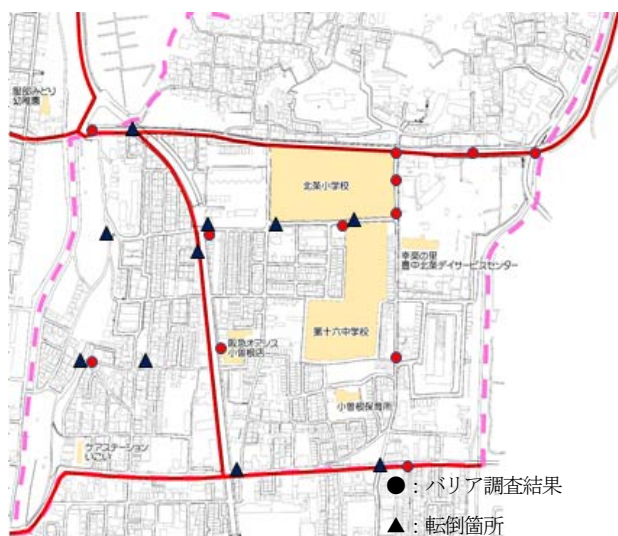 服部みどり
幼稚園
北条小学校
幸楽の里
豊中北条デイサービスセンター
第十六中学校
阪急オアシス
小曽根店
小曽根保育所
ケアステーション
いこい
●：バリア調査結果
▲：転倒箇所